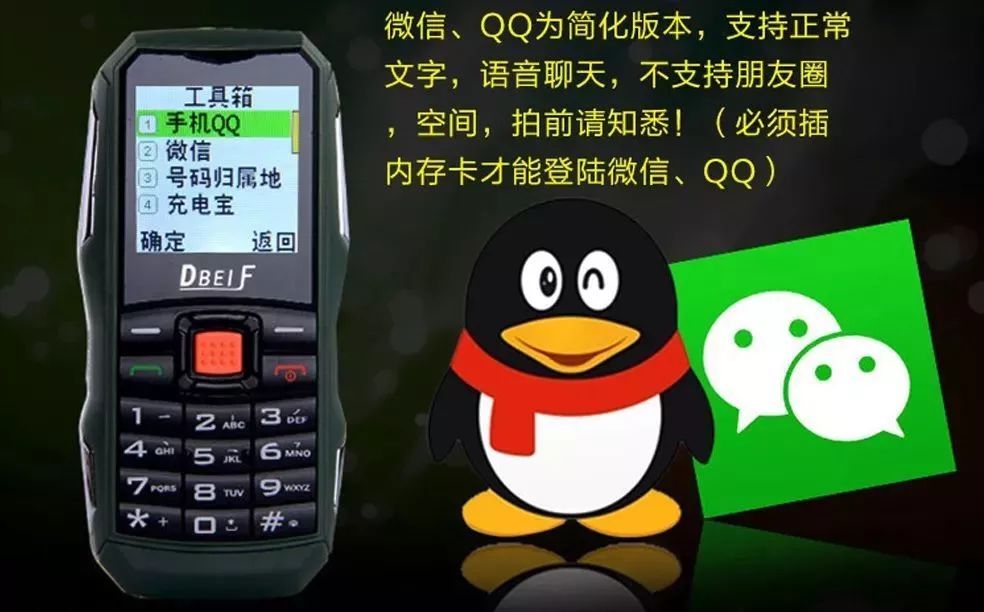 微信、QQ为简化版本，支持正常
文字，语音聊天，不支持朋友圈
，空间，拍前请知悉！（必须插
内存卡才能登陆微信、QQ）
工具箱
1 手机QQ
2 微信
3 号码归属地
4 充电宝
确定 返回
DBEIF
1 2 ABC 3 DEF
4 GHI 5 JKL 6 MNO
7 PQRS 8 TUV 9 WXYZ
* + 0 #